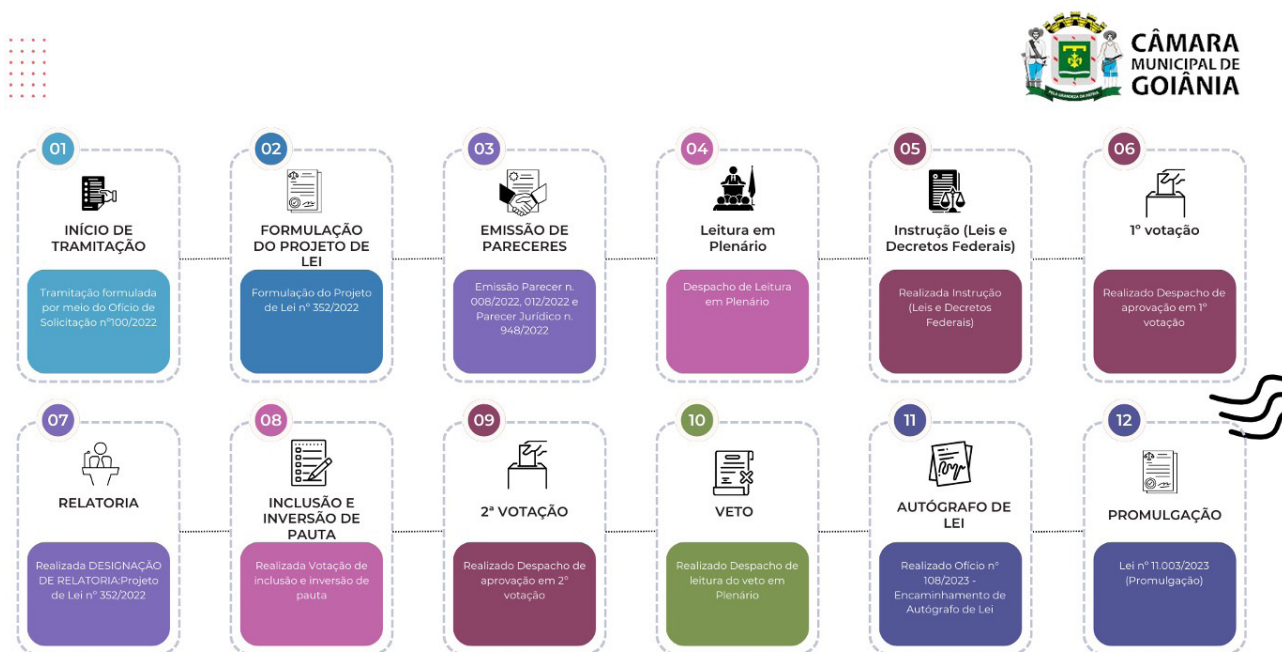 CÂMARA
MUNICIPAL DE
GOIÂNIA
PELA GRANDEZA DA PÁTRIA
01
INÍCIO DE
TRAMITAÇÃO
Tramitação formulada
por meio do Ofício de
Solicitação nº100/2022
02
FORMULAÇÃO
DO PROJETO DE
LEI
Formulação do Projeto
de Lei nº 352/2022
03
EMISSÃO DE
PARECERES
Emissão Parecer n.
008/2022, 012/2022 e
Parecer Jurídico n.
948/2022
04
Leitura em
Plenário
Despacho de Leitura
em Plenário
05
Instrução (Leis e
Decretos Federais)
Realizada Instrução
(Leis e Decretos
Federais)
06
1º votação
Realizado Despacho de
aprovação em 1º
votação
07
RELATORIA
Realizada DESIGNAÇÃO
DE RELATORIA:Projeto
de Lei nº 352/2022
08
INCLUSÃO E
INVERSÃO DE
PAUTA
Realizada Votação de
inclusão e inversão de
pauta
09
2ª VOTAÇÃO
Realizado Despacho de
aprovação em 2º
votação
10
VETO
Realizado Despacho de
leitura do veto em
Plenário
11
AUTÓGRAFO DE
LEI
Realizado Ofício n°
108/2023 -
Encaminhamento de
Autógrafo de Lei
12
PROMULGAÇÃO
Lei nº 11.003/2023
(Promulgação)